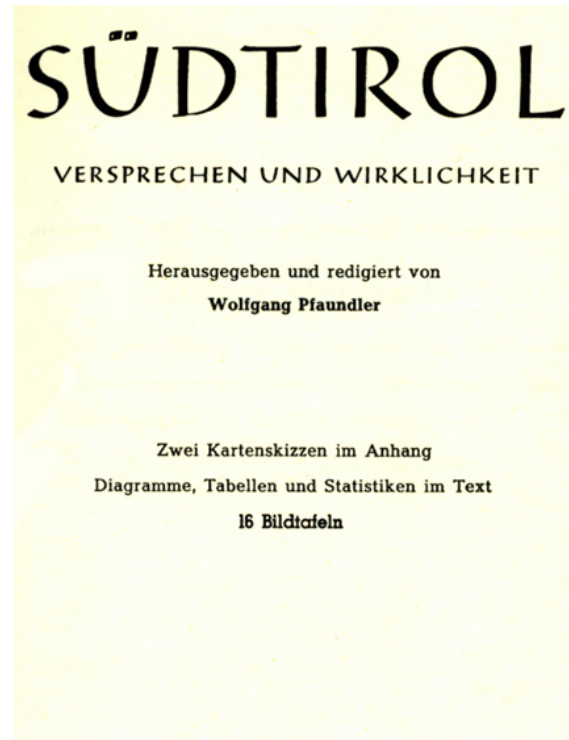 SÜDTIROL
VERSPRECHEN UND WIRKLICHKEIT
Herausgegeben und redigiert von
Wolfgang Pfaundler
Zwei Kartenskizzen im Anhang
Diagramme, Tabellen und Statistiken im Text
16 Bildtafeln